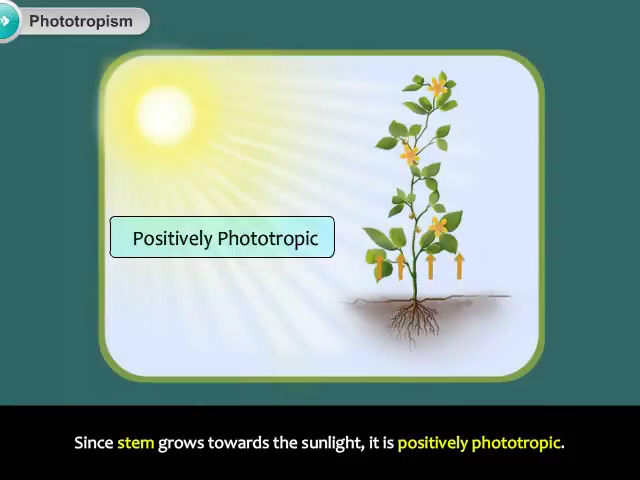 Phototropism
Positively Phototropic
Since stem grows towards the sunlight, it is positively phototropic.